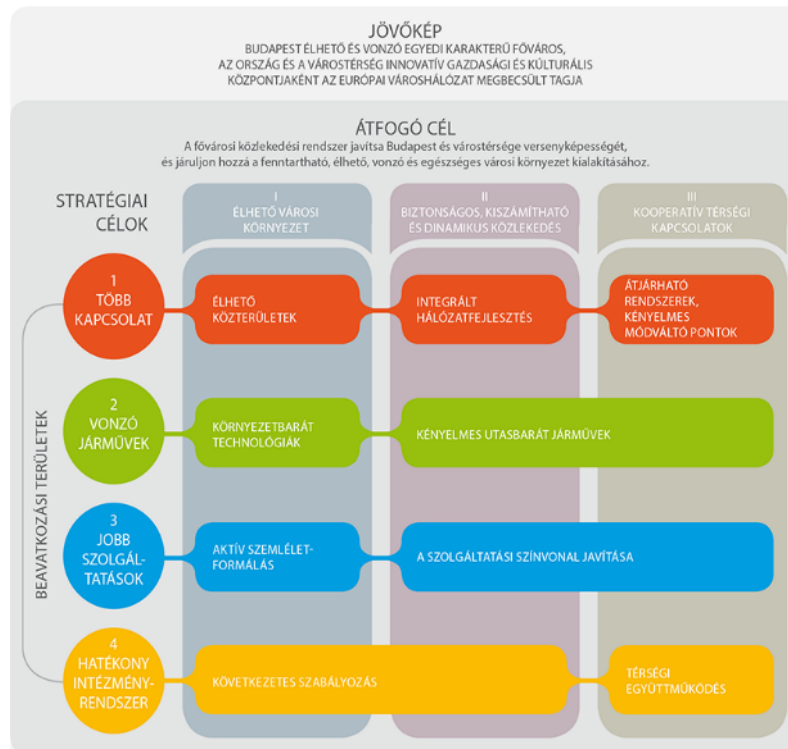 JÖVŐKÉP
BUDAPEST ÉLHETŐ ÉS VONZÓ EGYEDI KARAKTERŰ FŐVÁROS,
AZ ORSZÁG ÉS A VÁROSTÉRSÉG INNOVATÍV GAZDASÁGI ÉS KÚLTURÁLIS
KÖZPONTJAKÉNT AZ EURÓPAI VÁROSHÁLÓZAT MEGBECSÜLT TAGJA
ÁTFOGÓ CÉL
A fővárosi közlekedési rendszer javítsa Budapest és várostérsége versenyképességét,
és járuljon hozzá a fenntartható, élhető, vonzó és egészséges városi környezet kialakításához.
STRATÉGIAI
CÉLOK
I
ÉLHETŐ VÁROSI
KÖRNYEZET
II
BIZTONSÁGOS, KISZÁMÍTHATÓ
ÉS DINAMIKUS KÖZLEKEDÉS
III
KOOPERATÍV TÉRSÉGI
KAPCSOLATOK
BEAVATKOZÁSI TERÜLETEK
1
TÖBB
KAPCSOLAT
ÉLHETŐ
KÖZTERÜLETEK
INTEGRÁLT
HÁLÓZATFEJLESZTÉS
ÁTJÁRHATÓ
RENDSZEREK,
KÉNYELMES
MÓDVÁLTÓ PONTOK
2
VONZÓ
JÁRMŰVEK
KÖRNYEZETBARÁT
TECHNOLÓGIÁK
KÉNYELMES UTASBARÁT JÁRMŰVEK
3
JOBB
SZOLGÁL-
TATÁSOK
AKTÍV SZEMLÉLET-
FORMÁLÁS
A SZOLGÁLTATÁSI SZÍNVONAL JAVÍTÁSA
4
HATÉKONY
INTÉZMÉNY-
RENDSZER
KÖVETKEZETES SZABÁLYOZÁS
TÉRSÉGI
EGYÜTTMŰKÖDÉS